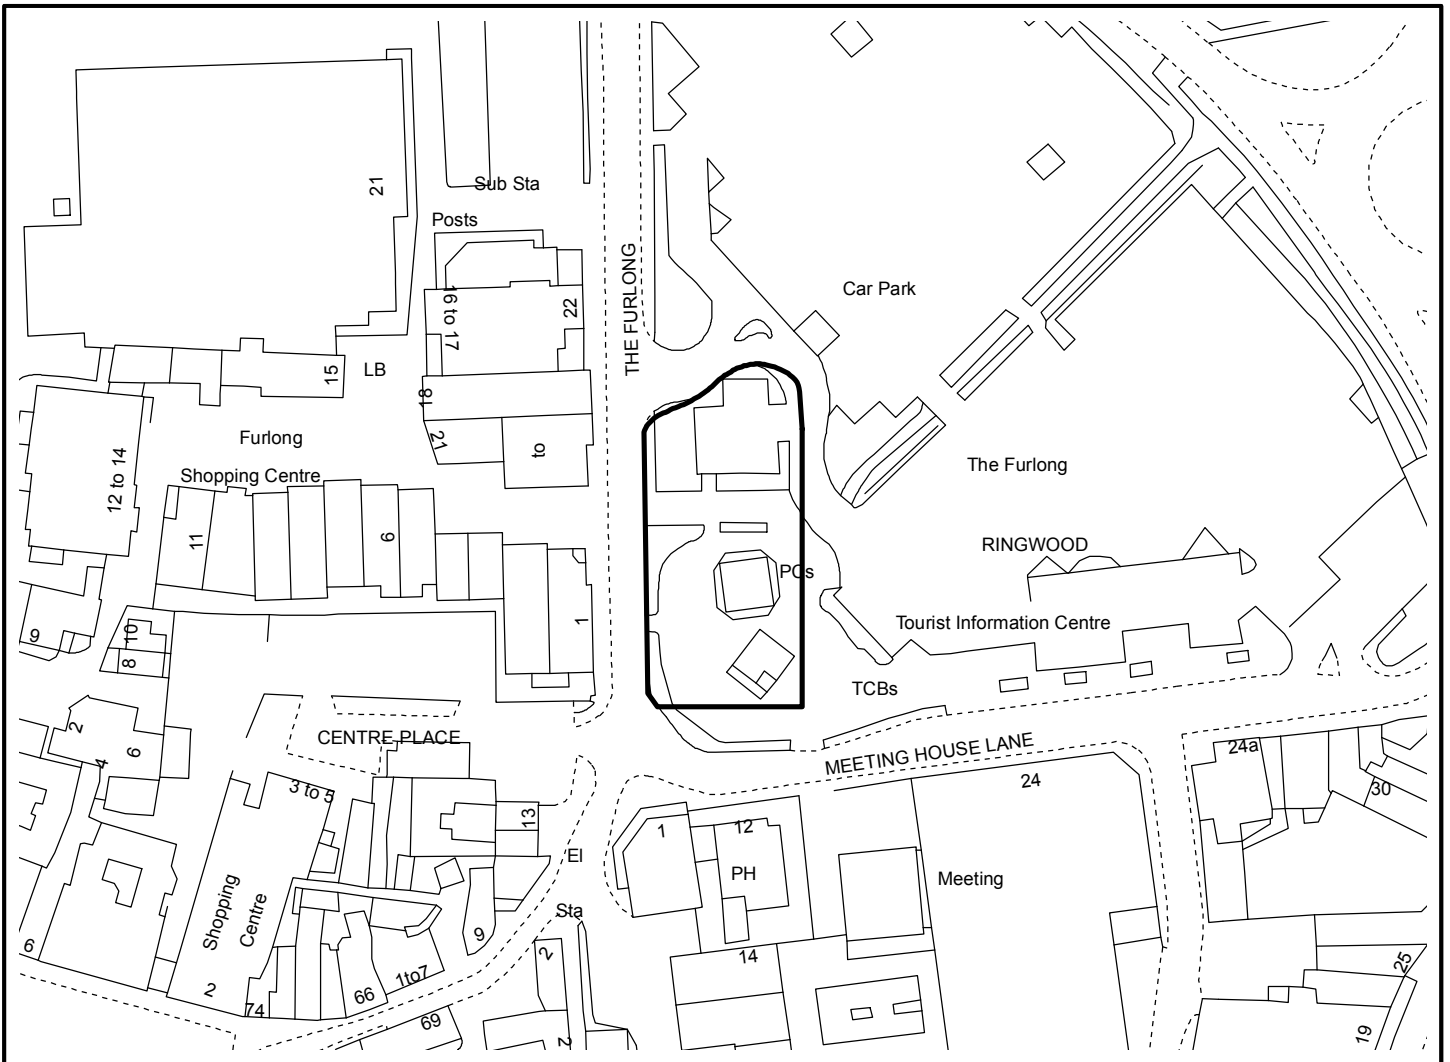 21
Sub Sta
Posts
THE FURLONG
16 to 17
22
Car Park
15
LB
18
21
to
Furlong
Shopping Centre
12 to 14
The Furlong
11
6
RINGWOOD
PCs
1
Tourist Information Centre
9
10
8
TCBs
2
6
4
CENTRE PLACE
MEETING HOUSE LANE
24a
24
30
3 to 5
13
1
12
El
PH
Meeting
Shopping
Centre
Sta
6
9
2
14
25
1to7
2
66
74
69
2
19